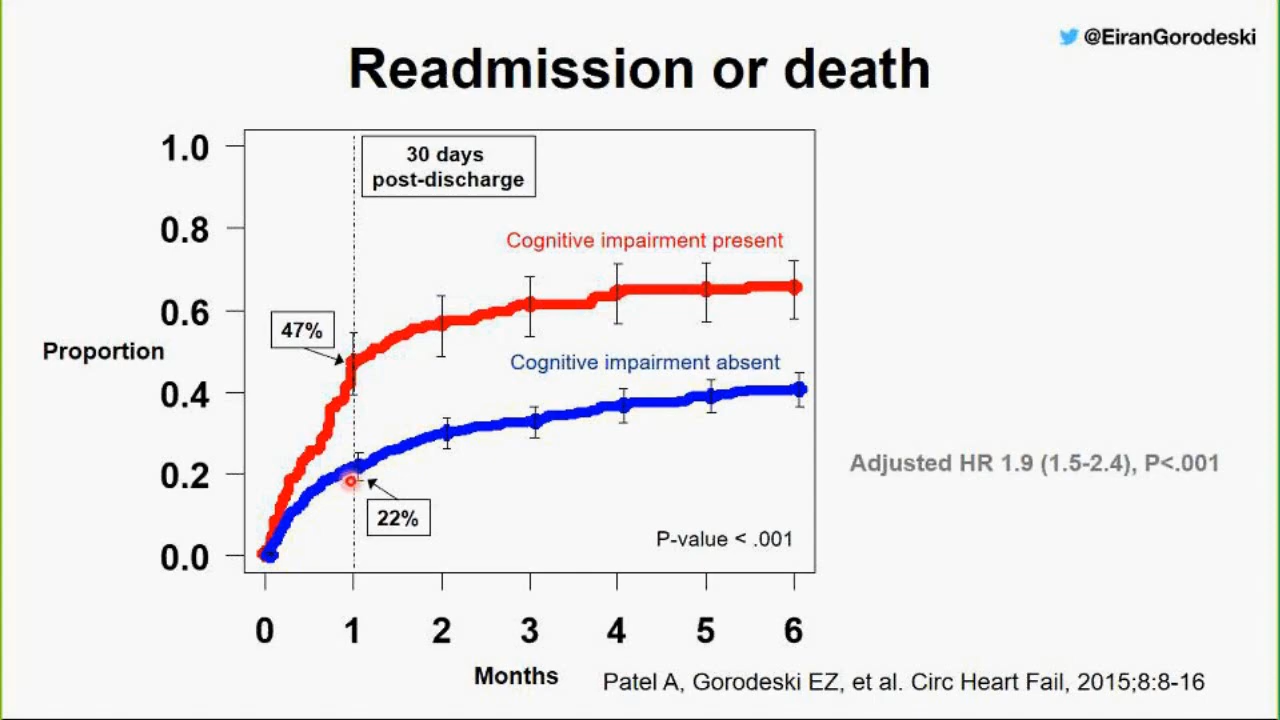 @EiranGorodeski
Readmission or death
1.0
0.8
0.6
0.4
0.2
0.0
Proportion
30 days
post-discharge
Cognitive impairment present
47%
Cognitive impairment absent
22%
P-value < .001
Adjusted HR 1.9 (1.5-2.4), P<.001
0 1 2 3 4 5 6
Months
Patel A, Gorodeski EZ, et al. Circ Heart Fail, 2015;8:8-16